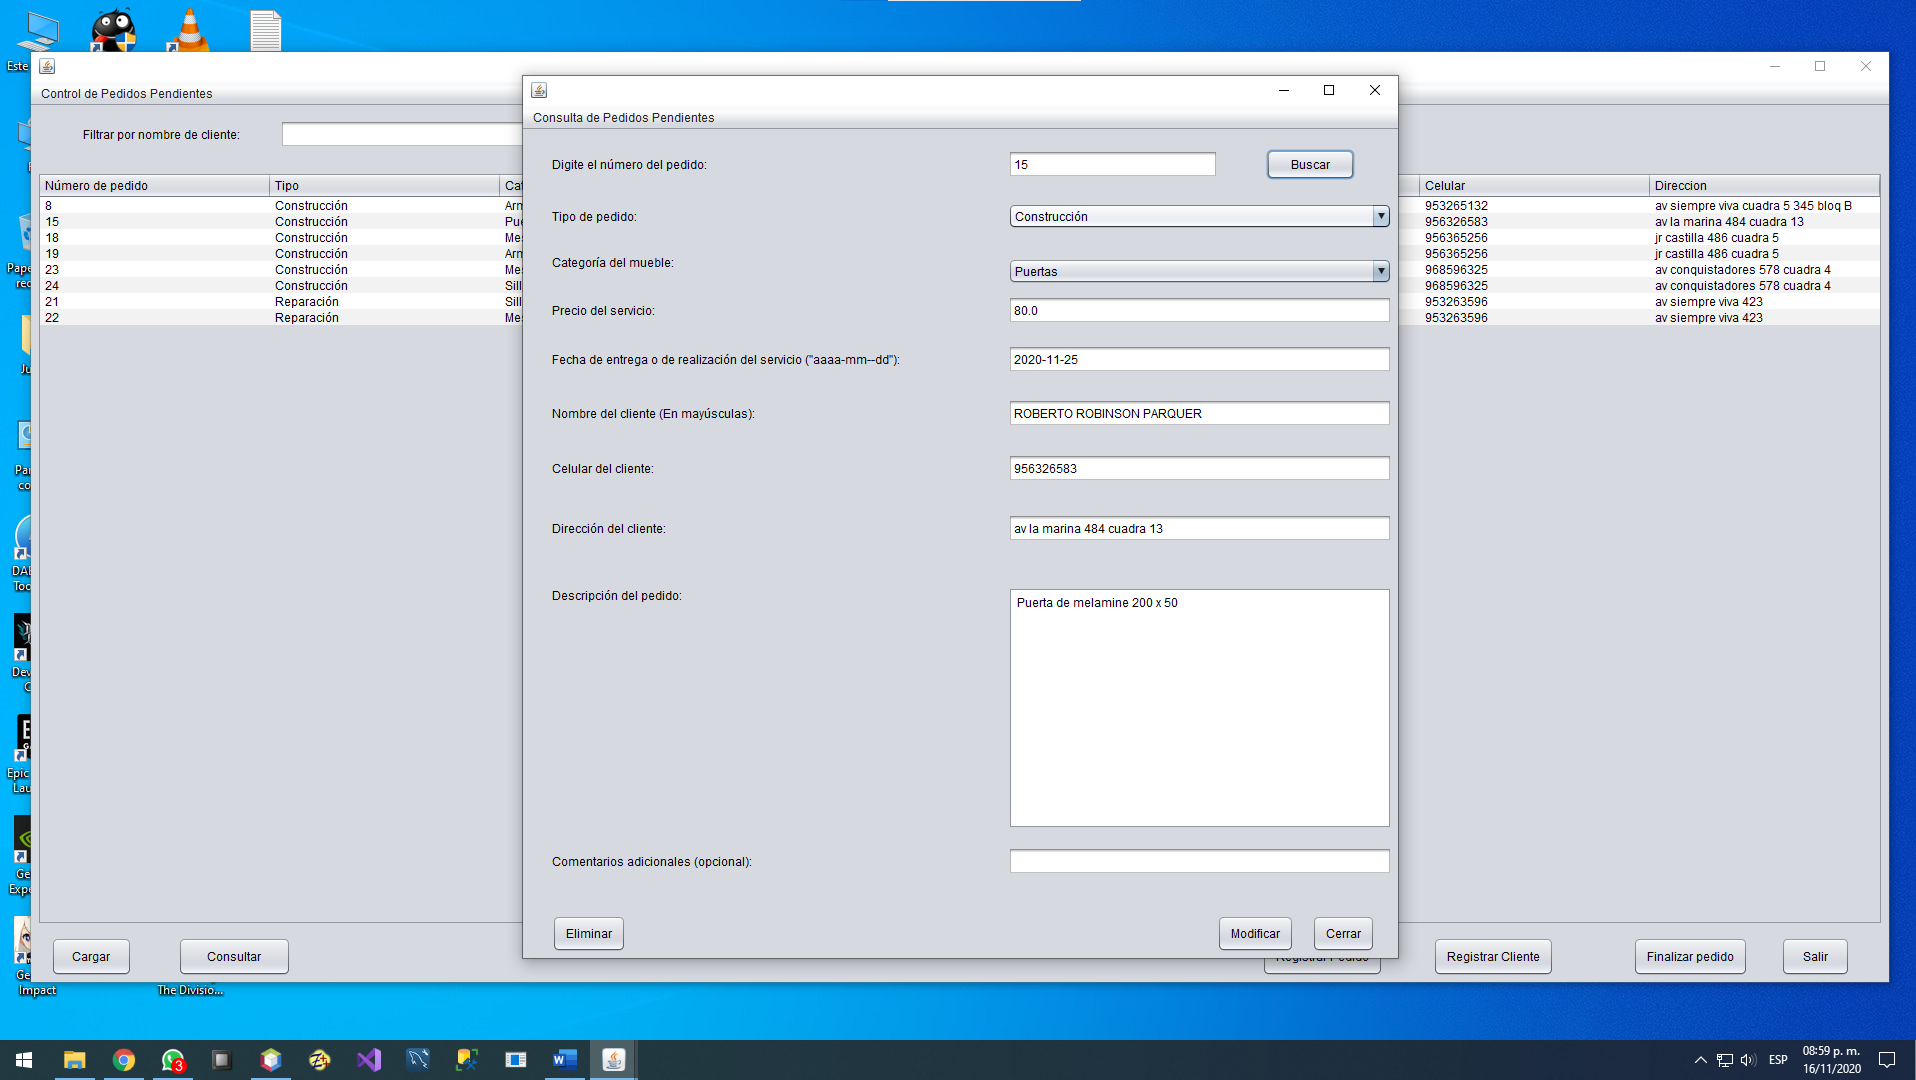 Este
Control de Pedidos Pendientes
Filtrar por nombre de cliente:
Número de pedido Tipo
8 Construcción
15 Construcción
18 Construcción
19 Construcción
23 Construcción
24 Construcción
21 Reparación
22 Reparación
Celular Direccion
953265132 av siempre viva cuadra 5 345 bloq B
956326583 av la marina 484 cuadra 13
956365256 jr castilla 486 cuadra 5
956365256 jr castilla 486 cuadra 5
968596325 av conquistadores 578 cuadra 4
968596325 av conquistadores 578 cuadra 4
953263596 av siempre viva 423
953263596 av siempre viva 423
Consulta de Pedidos Pendientes
Digite el número del pedido: 15 Buscar
Tipo de pedido: Construcción
Categoría del mueble: Puertas
Precio del servicio: 80.0
Fecha de entrega o de realización del servicio ("aaaa-mm--dd"): 2020-11-25
Nombre del cliente (En mayúsculas): ROBERTO ROBINSON PARQUER
Celular del cliente: 956326583
Dirección del cliente: av la marina 484 cuadra 13
Descripción del pedido: Puerta de melamine 200 x 50
Comentarios adicionales (opcional):
Eliminar Modificar Cerrar
Cargar Consultar Registrar Pedido Registrar Cliente Finalizar pedido Salir
Impact The Divisio...
3
ESP 08:59 p. m.
16/11/2020